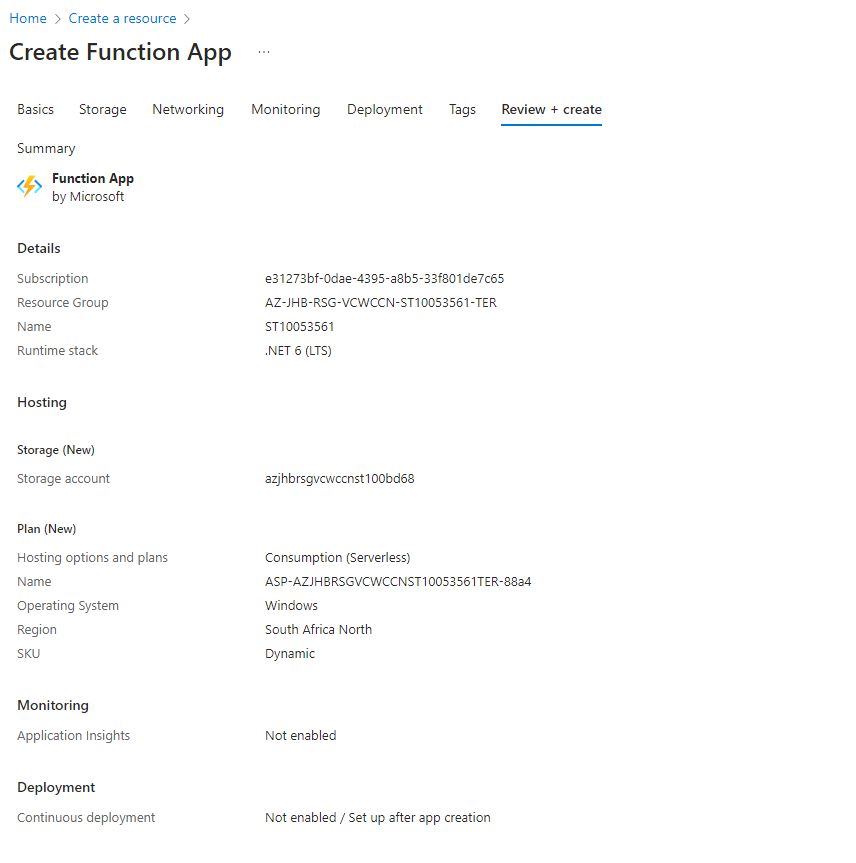 Home > Create a resource >
Create Function App ...
Basics Storage Networking Monitoring Deployment Tags Review + create
Summary
Function App
by Microsoft
Details
Subscription e31273bf-0dae-4395-a8b5-33f801de7c65
Resource Group AZ-JHB-RSG-VCWCCN-ST10053561-TER
Name ST10053561
Runtime stack .NET 6 (LTS)
Hosting
Storage (New)
Storage account azjhbrsgvcwccnst100bd68
Plan (New)
Hosting options and plans Consumption (Serverless)
Name ASP-AZJHBRSGVCWCCNST10053561TER-88a4
Operating System Windows
Region South Africa North
SKU Dynamic
Monitoring
Application Insights Not enabled
Deployment
Continuous deployment Not enabled / Set up after app creation